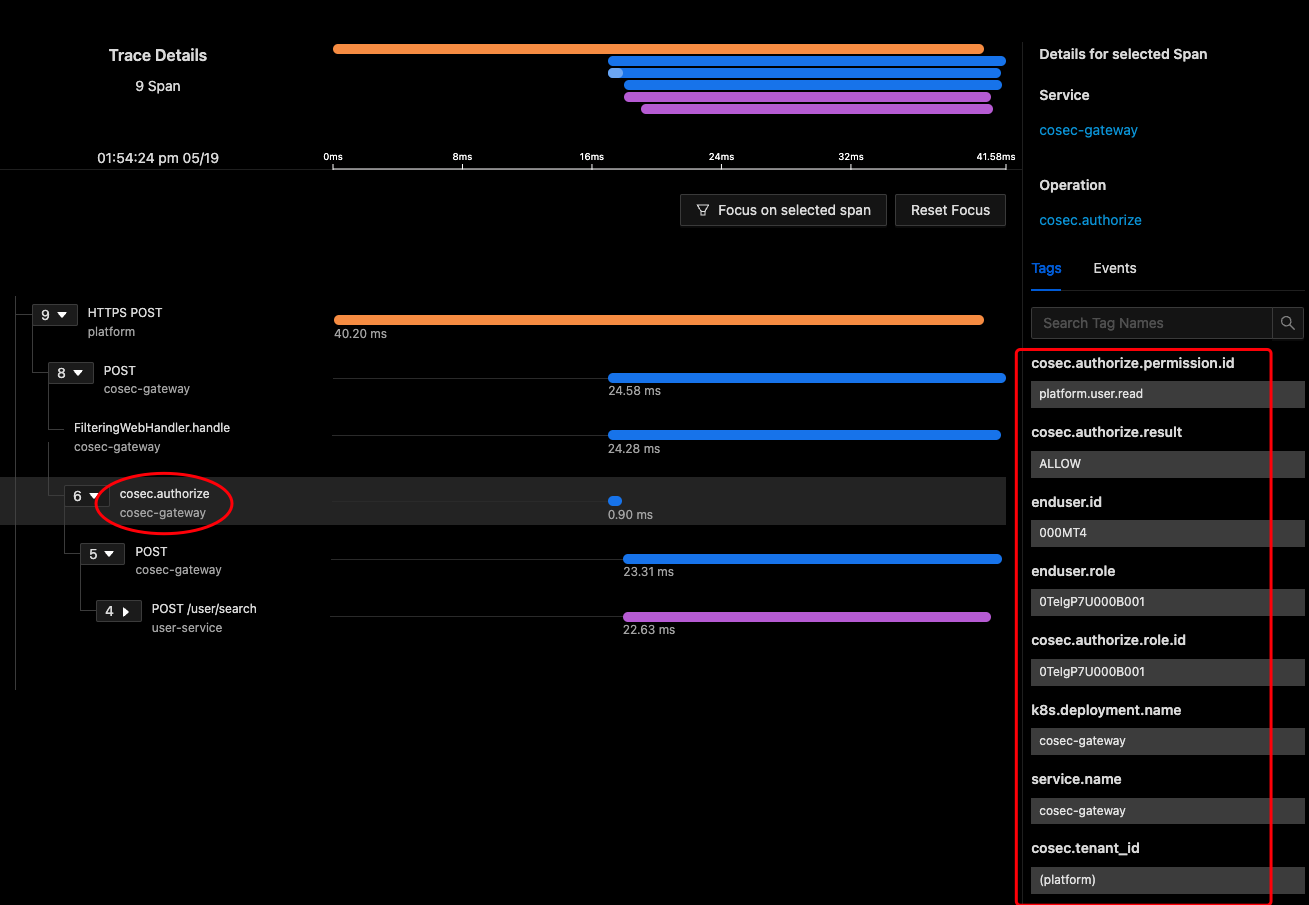 Trace Details
9 Span
01:54:24 pm 05/19
0ms 8ms 16ms 24ms 32ms 41.58ms
Focus on selected span Reset Focus
9 HTTPS POST
platform
40.20 ms
8 POST
cosec-gateway
24.58 ms
FilteringWebHandler.handle
cosec-gateway
24.28 ms
6 cosec.authorize
cosec-gateway
0.90 ms
5 POST
cosec-gateway
23.31 ms
4 POST /user/search
user-service
22.63 ms
Details for selected Span
Service
cosec-gateway
Operation
cosec.authorize
Tags Events
Search Tag Names
cosec.authorize.permission.id
platform.user.read
cosec.authorize.result
ALLOW
enduser.id
000MT4
enduser.role
0TelgP7U000B001
cosec.authorize.role.id
0TelgP7U000B001
k8s.deployment.name
cosec-gateway
service.name
cosec-gateway
cosec.tenant_id
(platform)